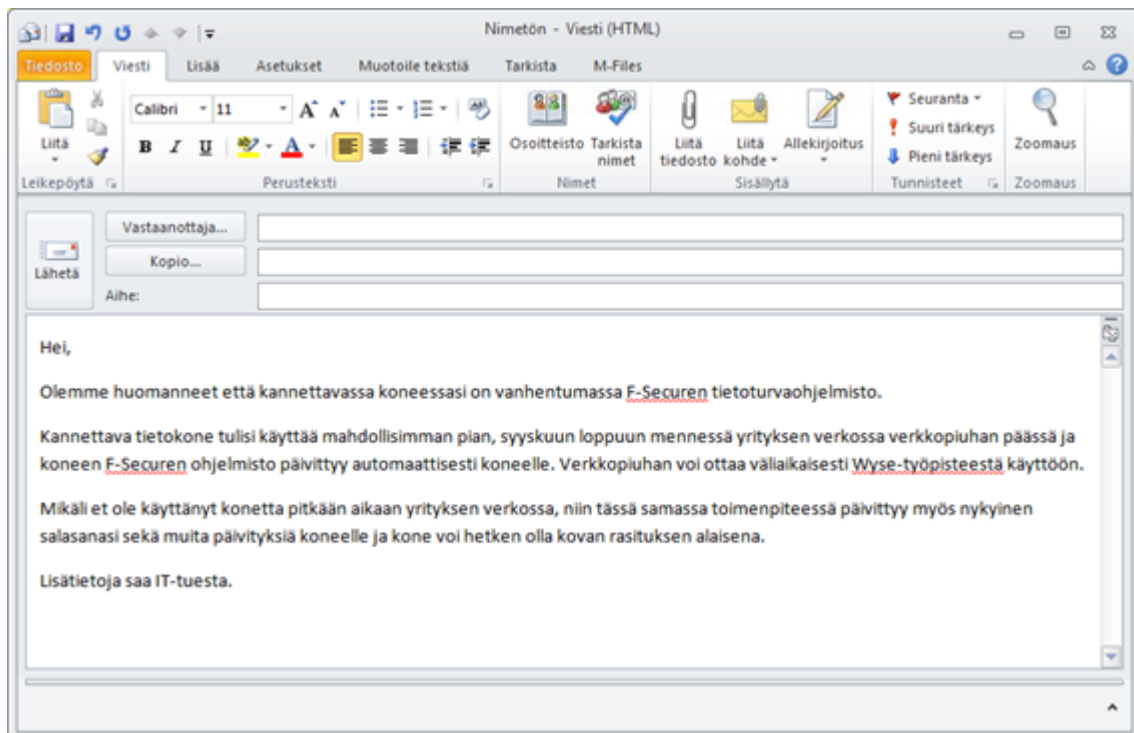 Nimetön - Viesti (HTML)
Tiedosto Viesti Lisää Asetukset Muotoile tekstiä Tarkista M-Files
Liitä
Leikepöytä
Calibri 11
B I U
Perusteksti
Osoitteisto Tarkista nimet
Nimet
Liitä tiedosto Liitä kohde Allekirjoitus
Sisällytä
Seuranta
Suuri tärkeys
Pieni tärkeys
Tunnisteet
Zoomaus
Zoomaus
Lähetä
Vastaanottaja...
Kopio...
Aihe:
Hei,
Olemme huomanneet että kannettavassa koneessasi on vanhentumassa F-Securen tietoturvaohjelmisto.
Kannettava tietokone tulisi käyttää mahdollisimman pian, syyskuun loppuun mennessä yrityksen verkossa verkkopiuhan päässä ja
koneen F-Securen ohjelmisto päivittyy automaattisesti koneelle. Verkkopiuhan voi ottaa väliaikaisesti Wyse-työpisteestä käyttöön.
Mikäli et ole käyttänyt konetta pitkään aikaan yrityksen verkossa, niin tässä samassa toimenpiteessä päivittyy myös nykyinen
salasanasi sekä muita päivityksiä koneelle ja kone voi hetken olla kovan rasituksen alaisena.
Lisätietoja saa IT-tuesta.